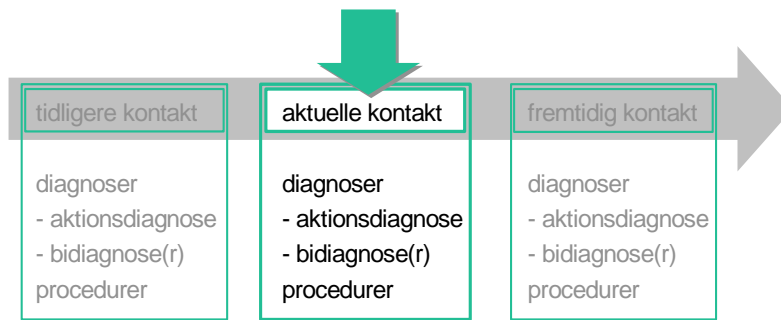 tidligere kontakt
diagnoser
- aktionsdiagnose
- bidiagnose(r)
procedurer
aktuelle kontakt
diagnoser
- aktionsdiagnose
- bidiagnose(r)
procedurer
fremtidig kontakt
diagnoser
- aktionsdiagnose
- bidiagnose(r)
procedurer